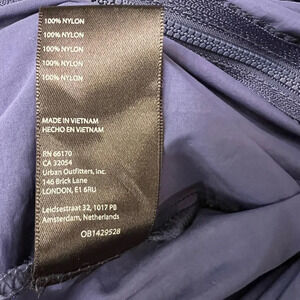 100% NYLON
100% NYLON
100% NYLON
100% NYLON
100% NYLON
MADE IN VIETNAM
HECHO EN VIETNAM
RN 66170
CA 32054
Urban Outfitters, Inc.
146 Brick Lane
LONDON, E1 6RU
Leidsestraat 32, 1017 PB
Amsterdam, Netherlands
OB1429528